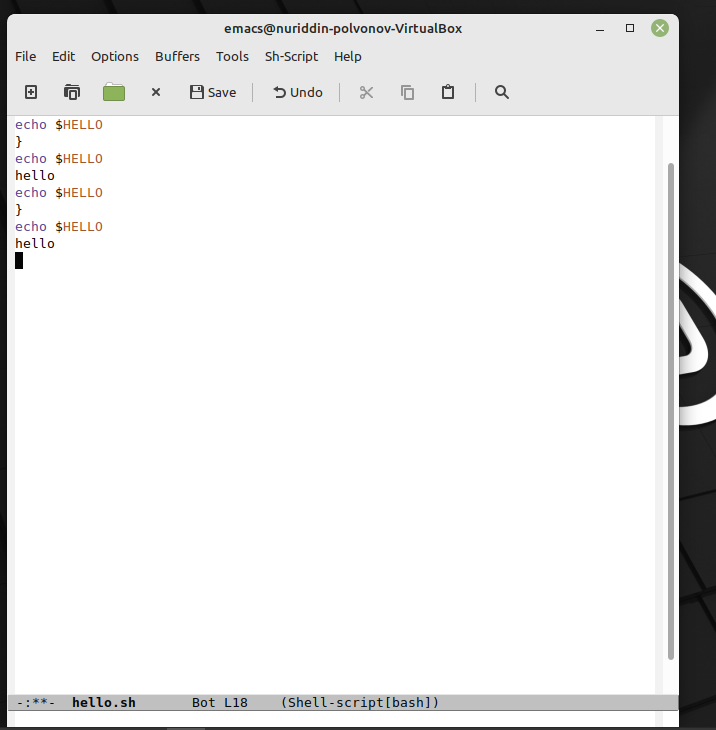 emacs@nuriddin-polvonov-VirtualBox
File Edit Options Buffers Tools Sh-Script Help
Save Undo
echo $HELLO
}
echo $HELLO
hello
echo $HELLO
}
echo $HELLO
hello
-:**- hello.sh Bot L18 (Shell-script[bash])